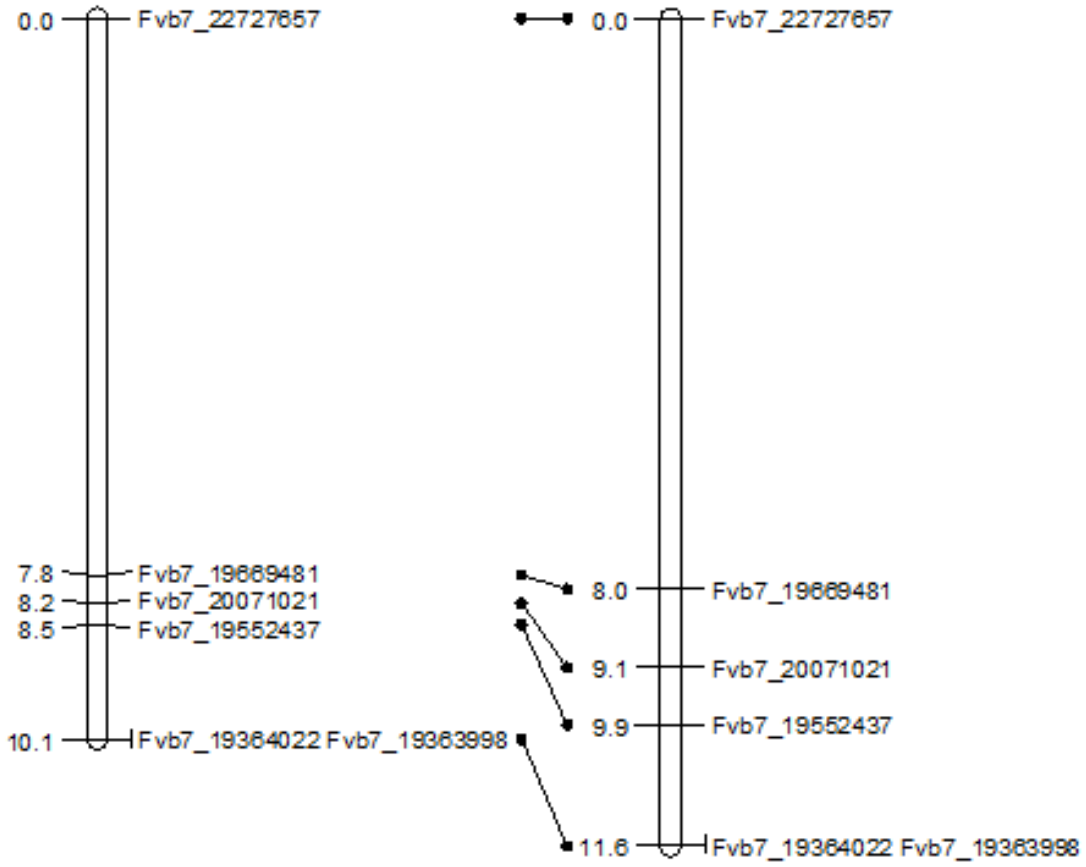 0.0 Fvb7_22727657
7.8 Fvb7_19669481
8.2 Fvb7_20071021
8.5 Fvb7_19552437
10.1 Fvb7_19364022 Fvb7_19363998
0.0 Fvb7_22727657
8.0 Fvb7_19669481
9.1 Fvb7_20071021
9.9 Fvb7_19552437
11.6 Fvb7_19364022 Fvb7_19363998